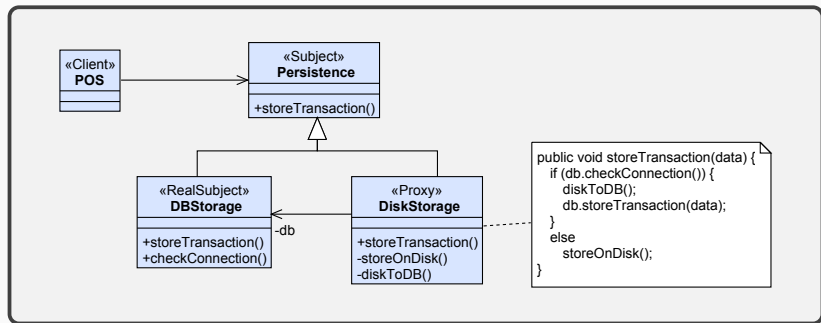 «Client»
POS
«Subject»
Persistence
+storeTransaction()
«RealSubject»
DBStorage
+storeTransaction()
+checkConnection()
-db
«Proxy»
DiskStorage
+storeTransaction()
-storeOnDisk()
-diskToDB()
public void storeTransaction(data) {
if (db.checkConnection()) {
diskToDB();
db.storeTransaction(data);
}
else
storeOnDisk();
}